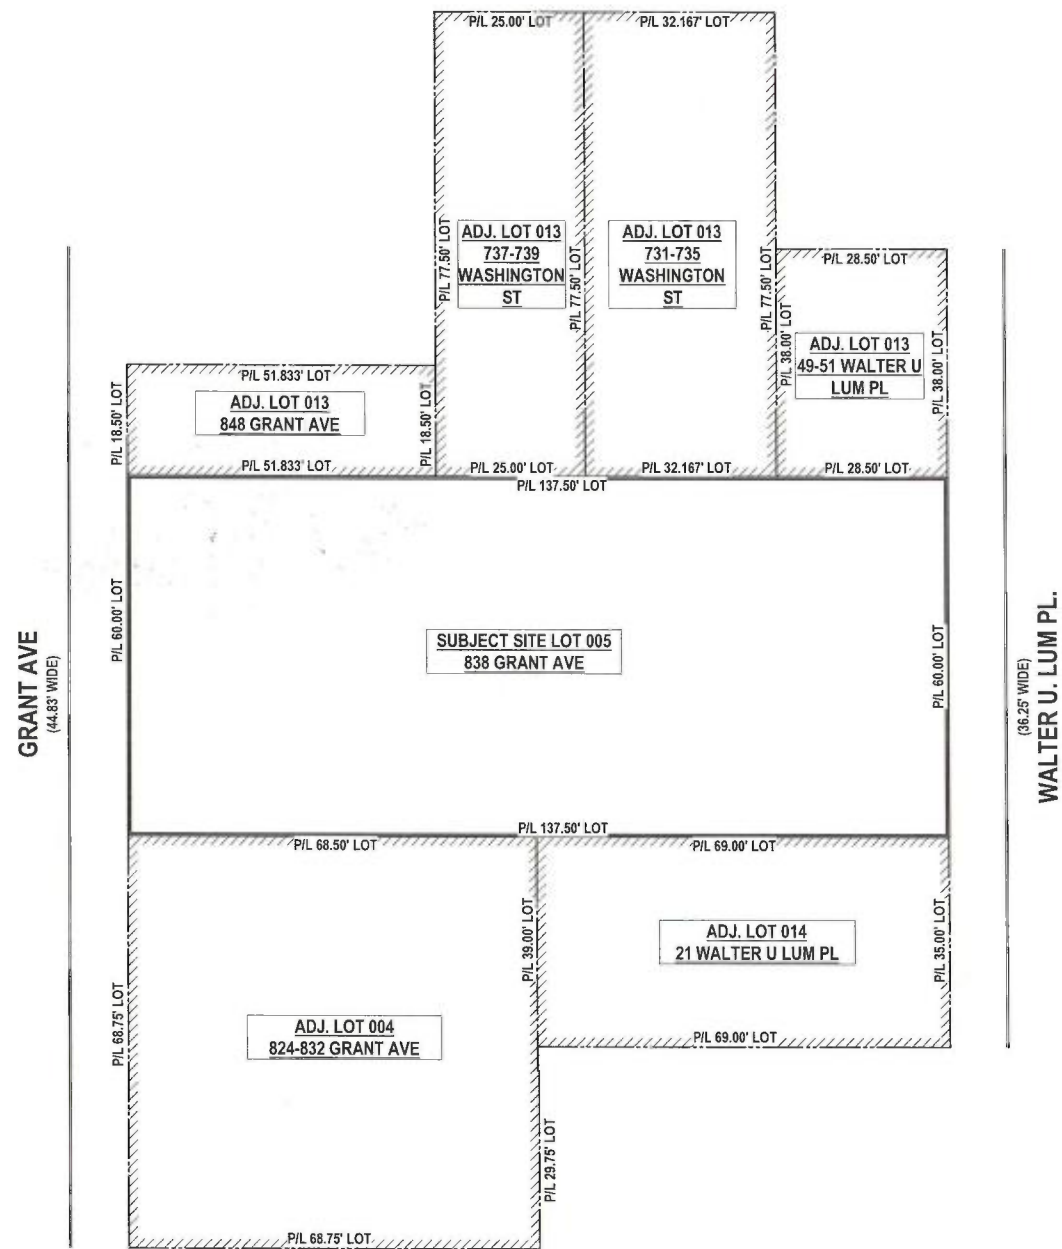 P/L 25.00' LOT
P/L 32.167' LOT
P/L 77.50' LOT
ADJ. LOT 013
737-739
WASHINGTON
ST
P/L 77.50' LOT
ADJ. LOT 013
731-735
WASHINGTON
ST
P/L 77.50' LOT
P/L 28.50' LOT
P/L 38.00' LOT
ADJ. LOT 013
49-51 WALTER U
LUM PL
P/L 38.00' LOT
P/L 51.833' LOT
P/L 18.50' LOT
ADJ. LOT 013
848 GRANT AVE
P/L 18.50' LOT
P/L 51.833' LOT
P/L 25.00' LOT
P/L 32.167' LOT
P/L 28.50' LOT
P/L 137.50' LOT
GRANT AVE
(44.83' WIDE)
P/L 60.00' LOT
SUBJECT SITE LOT 005
838 GRANT AVE
P/L 60.00' LOT
(36.25' WIDE)
WALTER U. LUM PL.
P/L 137.50' LOT
P/L 68.50' LOT
P/L 69.00' LOT
P/L 39.00' LOT
ADJ. LOT 014
21 WALTER U LUM PL
P/L 35.00' LOT
P/L 69.00' LOT
P/L 68.75' LOT
ADJ. LOT 004
824-832 GRANT AVE
P/L 29.75' LOT
P/L 68.75' LOT